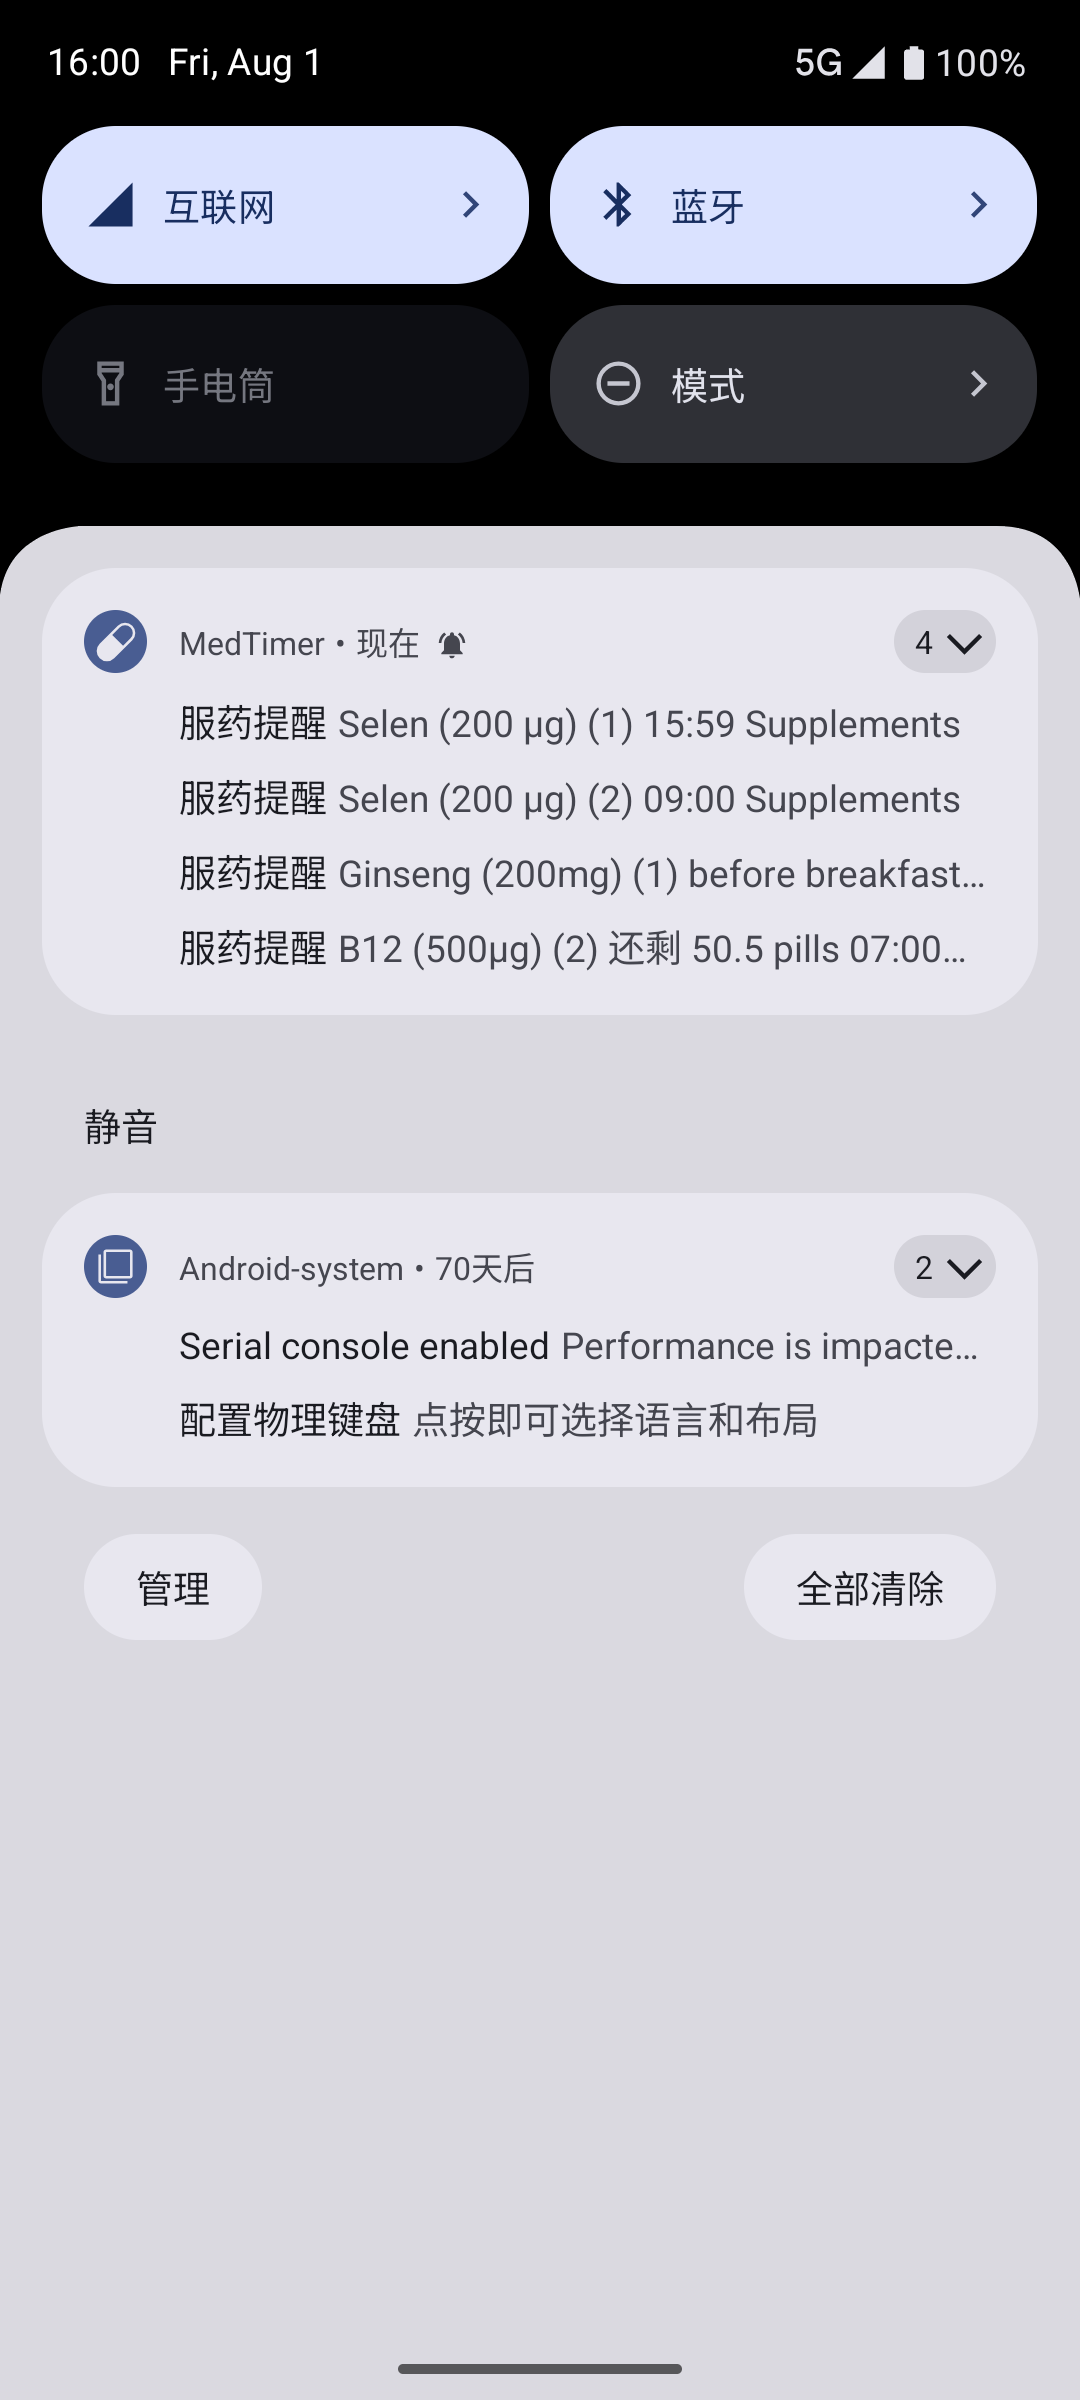 16:00 Fri, Aug 1 5G 100%
互联网 蓝牙
手电筒 模式
MedTimer • 现在 4
服药提醒 Selen (200 µg) (1) 15:59 Supplements
服药提醒 Selen (200 µg) (2) 09:00 Supplements
服药提醒 Ginseng (200mg) (1) before breakfast…
服药提醒 B12 (500µg) (2) 还剩 50.5 pills 07:00…
静音
Android-system • 70天后 2
Serial console enabled Performance is impacte…
配置物理键盘 点按即可选择语言和布局
管理 全部清除